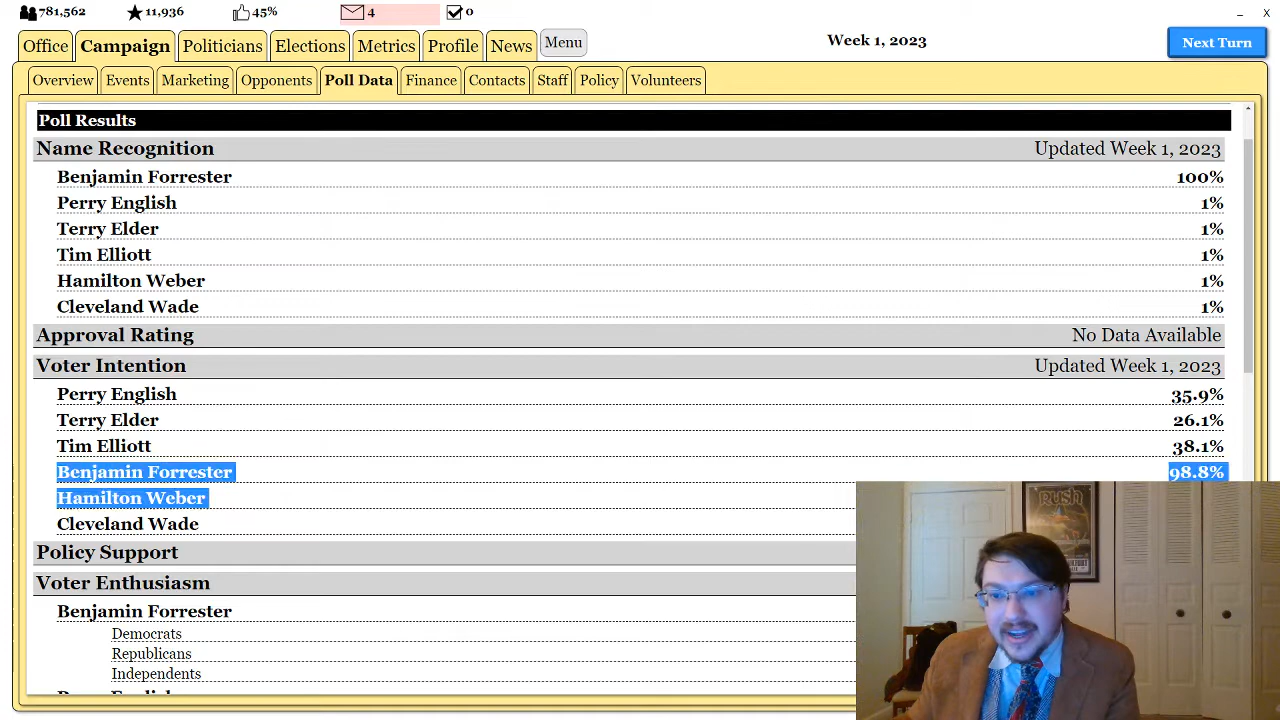 781,562 11,936 45% 4 0
Office Campaign Politicians Elections Metrics Profile News Menu Week 1, 2023 Next Turn
Overview Events Marketing Opponents Poll Data Finance Contacts Staff Policy Volunteers
Poll Results
Name Recognition Updated Week 1, 2023
Benjamin Forrester 100%
Perry English 1%
Terry Elder 1%
Tim Elliott 1%
Hamilton Weber 1%
Cleveland Wade 1%
Approval Rating No Data Available
Voter Intention Updated Week 1, 2023
Perry English 35.9%
Terry Elder 26.1%
Tim Elliott 38.1%
Benjamin Forrester 98.8%
Hamilton Weber
Cleveland Wade
Policy Support
Voter Enthusiasm
Benjamin Forrester
Democrats
Republicans
Independents
RUSH